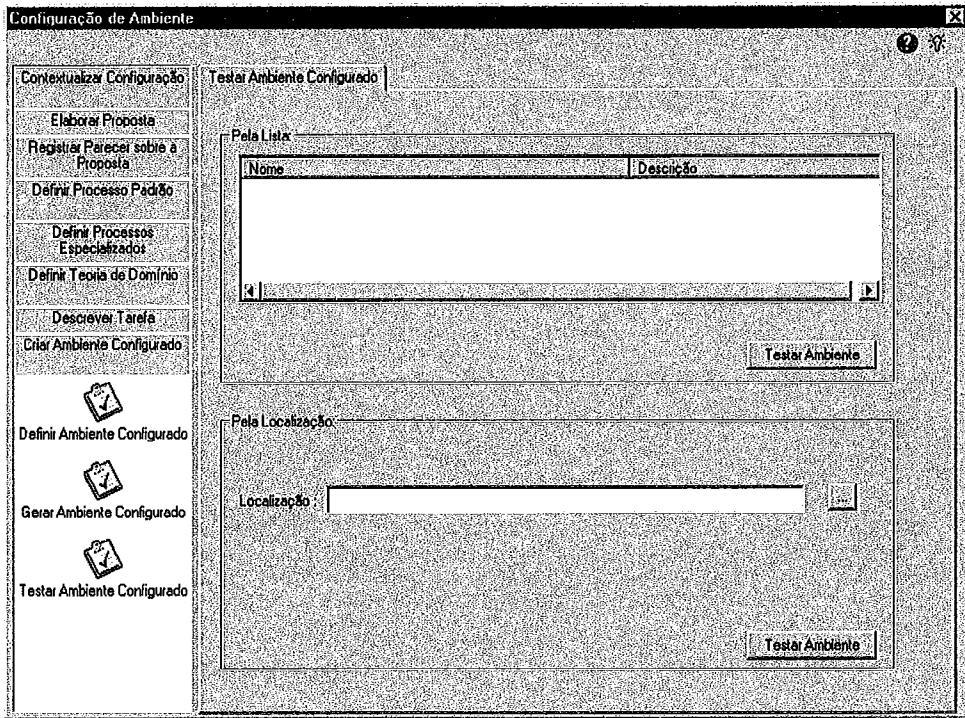 Configuração de Ambiente
Contextualizar Configuração
Elaborar Proposta
Registrar Parecer sobre a
Proposta
Definir Processo Padrão
Definir Processos
Especializados
Definir Teoria de Domínio
Descrever Tarefa
Criar Ambiente Configurado
Definir Ambiente Configurado
Gerar Ambiente Configurado
Testar Ambiente Configurado
Testar Ambiente Configurado
Pela Lista:
Nome Descrição
Testar Ambiente
Pela Localização:
Localização : ...
Testar Ambiente